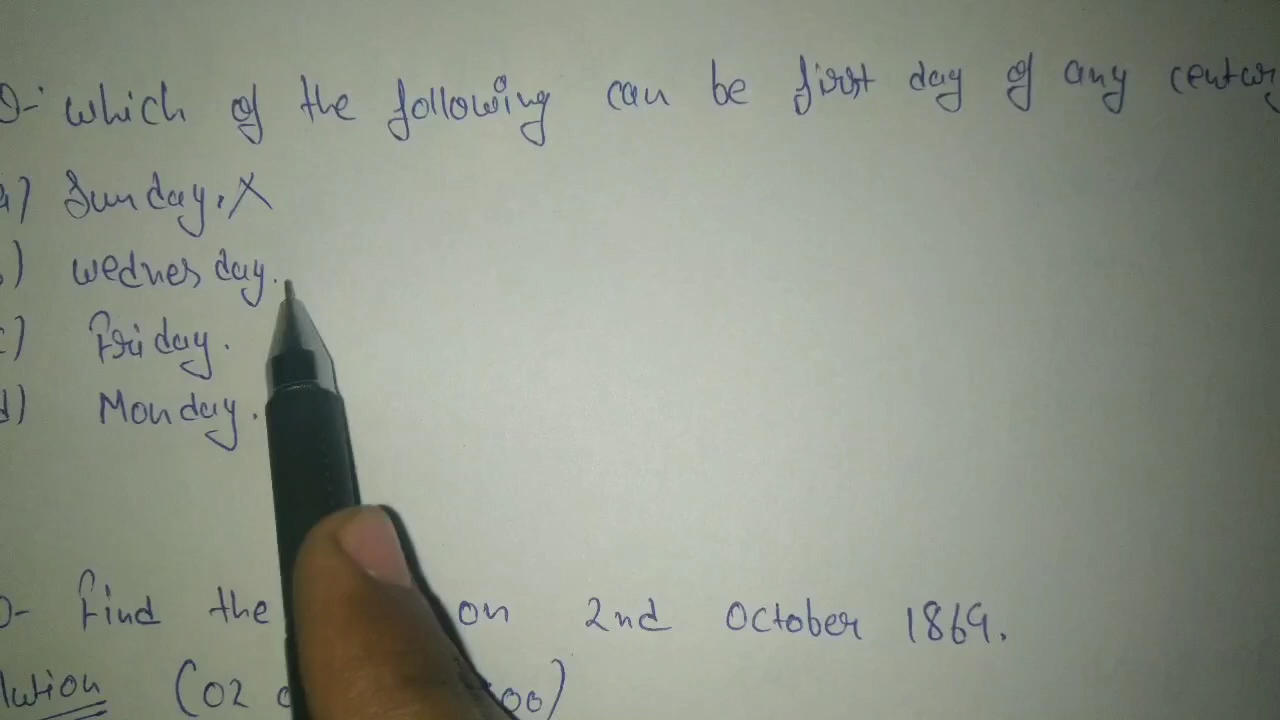 Q- which of the following can be first day of any century
a) Sunday. X
b) wednesday.
c) Friday.
d) Monday.
Q- find the on 2nd October 1869.
lution (02